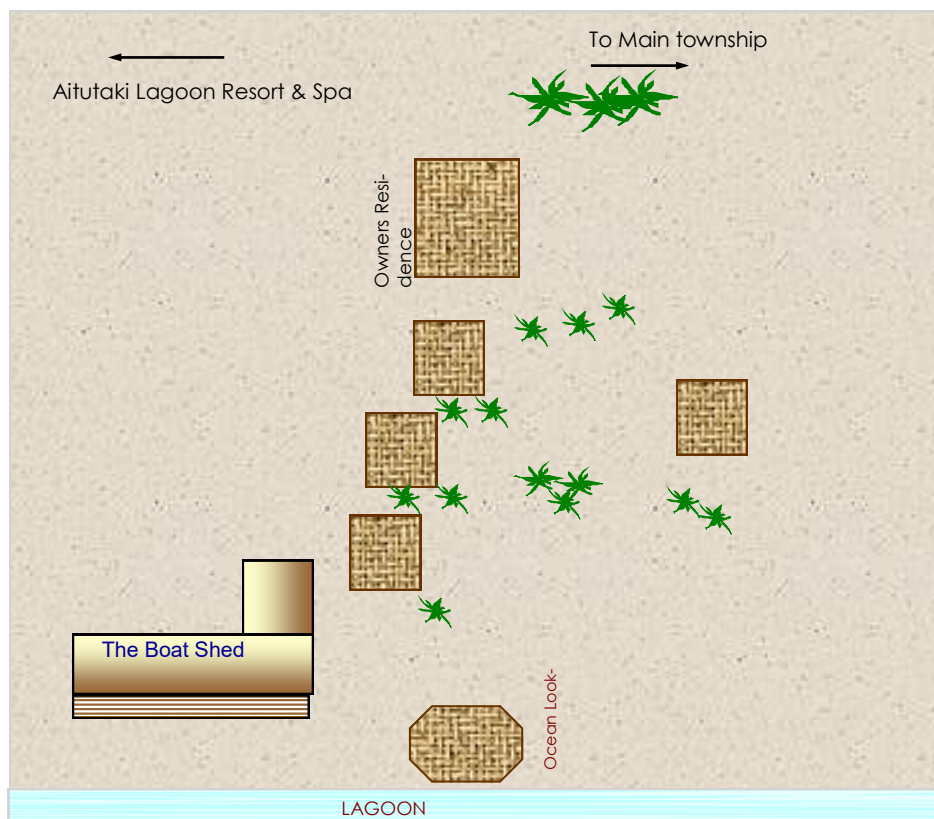 To Main township
Aitutaki Lagoon Resort & Spa
Owners Resi-
dence
The Boat Shed
Ocean Look-
LAGOON